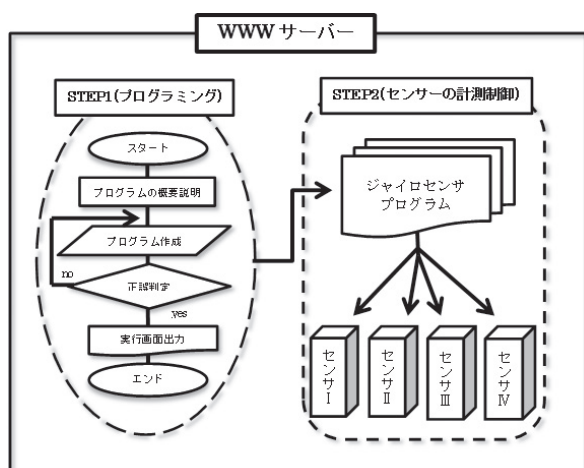 WWWサーバー
STEP1(プログラミング)
スタート
プログラムの概要説明
プログラム作成
no
正誤判定
yes
実行画面出力
エンド
STEP2(センサーの計測制御)
ジャイロセンサ
プログラム
センサⅠ
センサⅡ
センサⅢ
センサⅣ